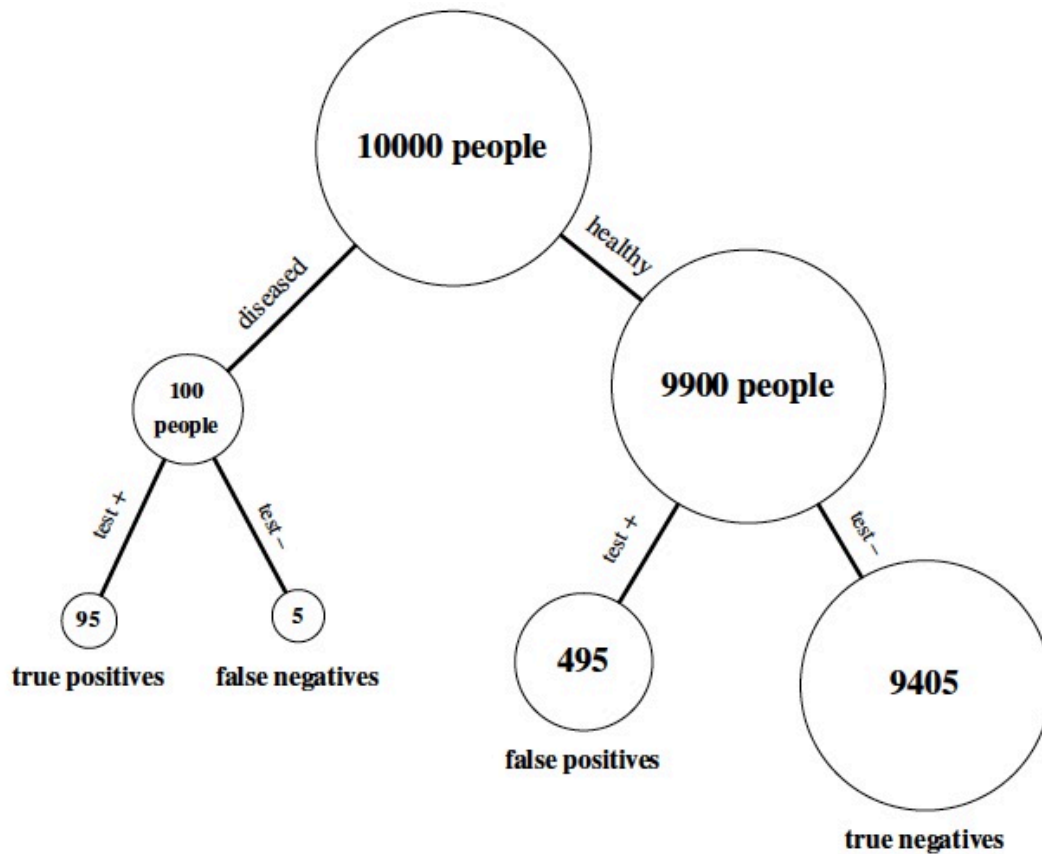 10000 people
diseased
healthy
100
people
9900 people
test +
test –
test +
test –
95
5
true positives
false negatives
495
9405
false positives
true negatives